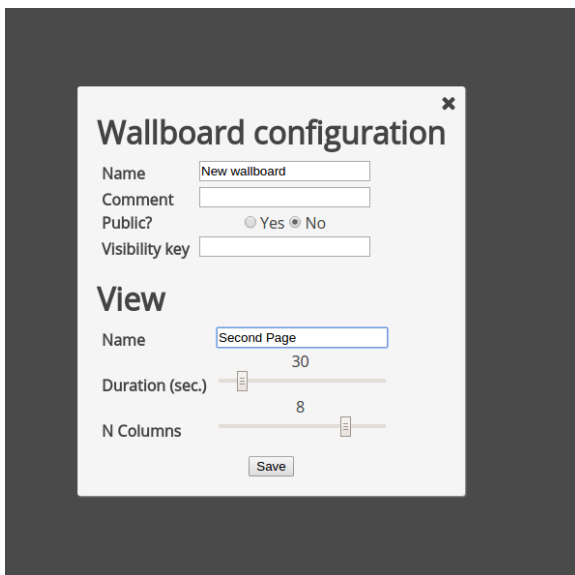 Wallboard configuration
Name New wallboard
Comment
Public? Yes No
Visibility key
View
Name Second Page
30
Duration (sec.)
8
N Columns
Save